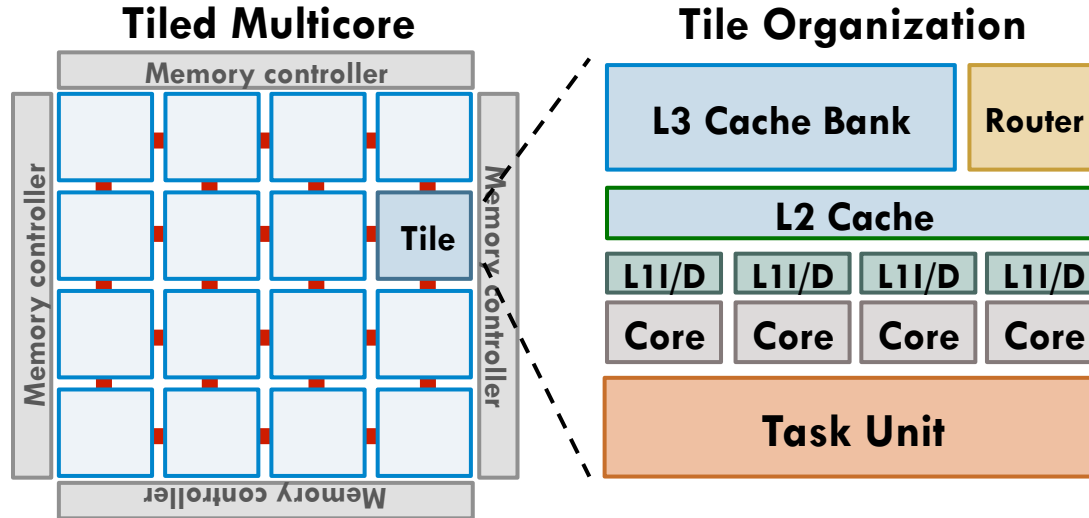 Tiled Multicore
Memory controller
Memory controller
Tile
Memory controller
Memory controller
Tile Organization
L3 Cache Bank
Router
L2 Cache
L1I/D L1I/D L1I/D L1I/D
Core Core Core Core
Task Unit